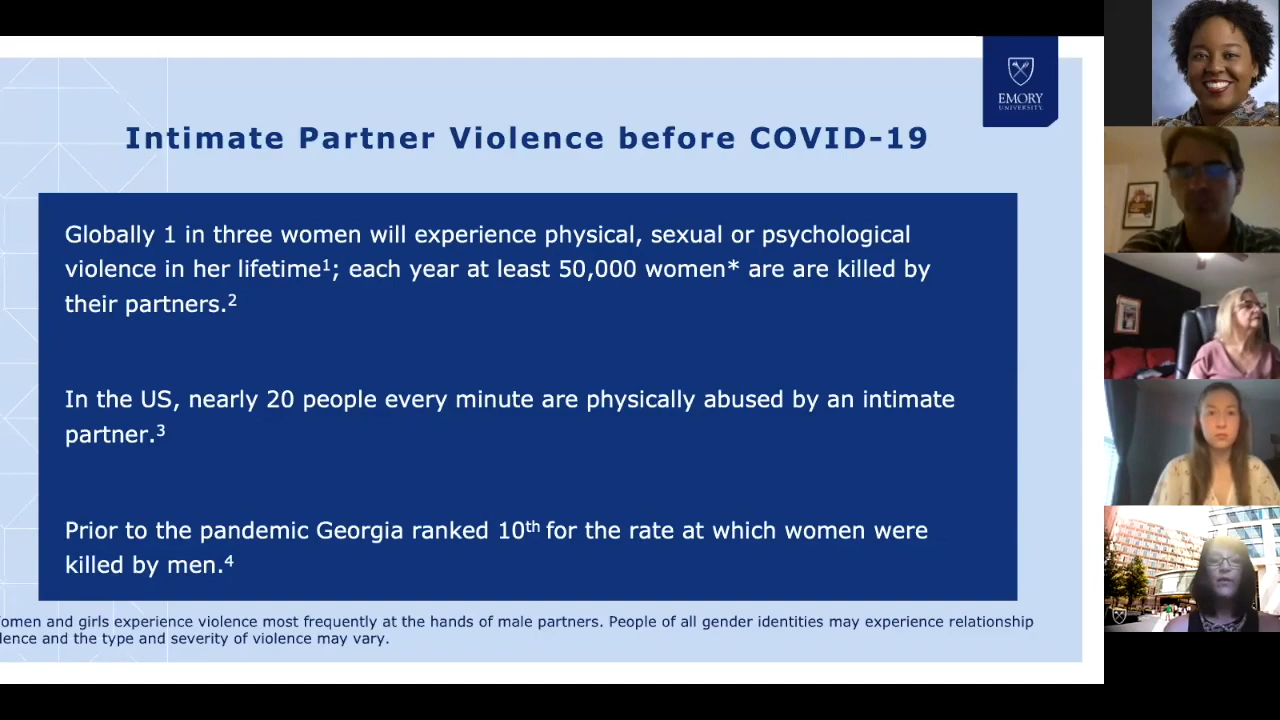 EMORY
UNIVERSITY
Intimate Partner Violence before COVID-19
Globally 1 in three women will experience physical, sexual or psychological
violence in her lifetime¹; each year at least 50,000 women* are are killed by
their partners.²
In the US, nearly 20 people every minute are physically abused by an intimate
partner.³
Prior to the pandemic Georgia ranked 10th for the rate at which women were
killed by men.⁴
omen and girls experience violence most frequently at the hands of male partners. People of all gender identities may experience relationship
lence and the type and severity of violence may vary.